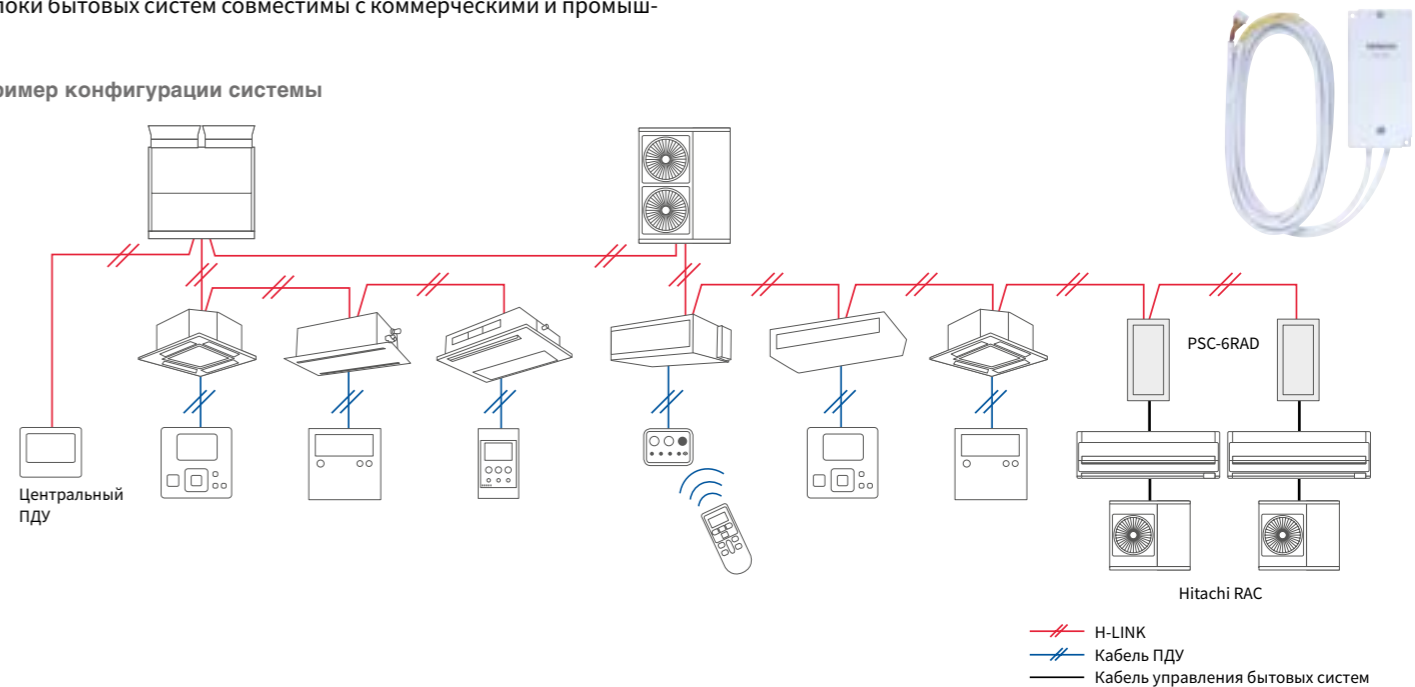 локи бытовых систем совместимы с коммерческими и промыш-
ример конфигурации системы
PSC-6RAD
Центральный
ПДУ
Hitachi RAC
H-LINK
Кабель ПДУ
Кабель управления бытовых систем